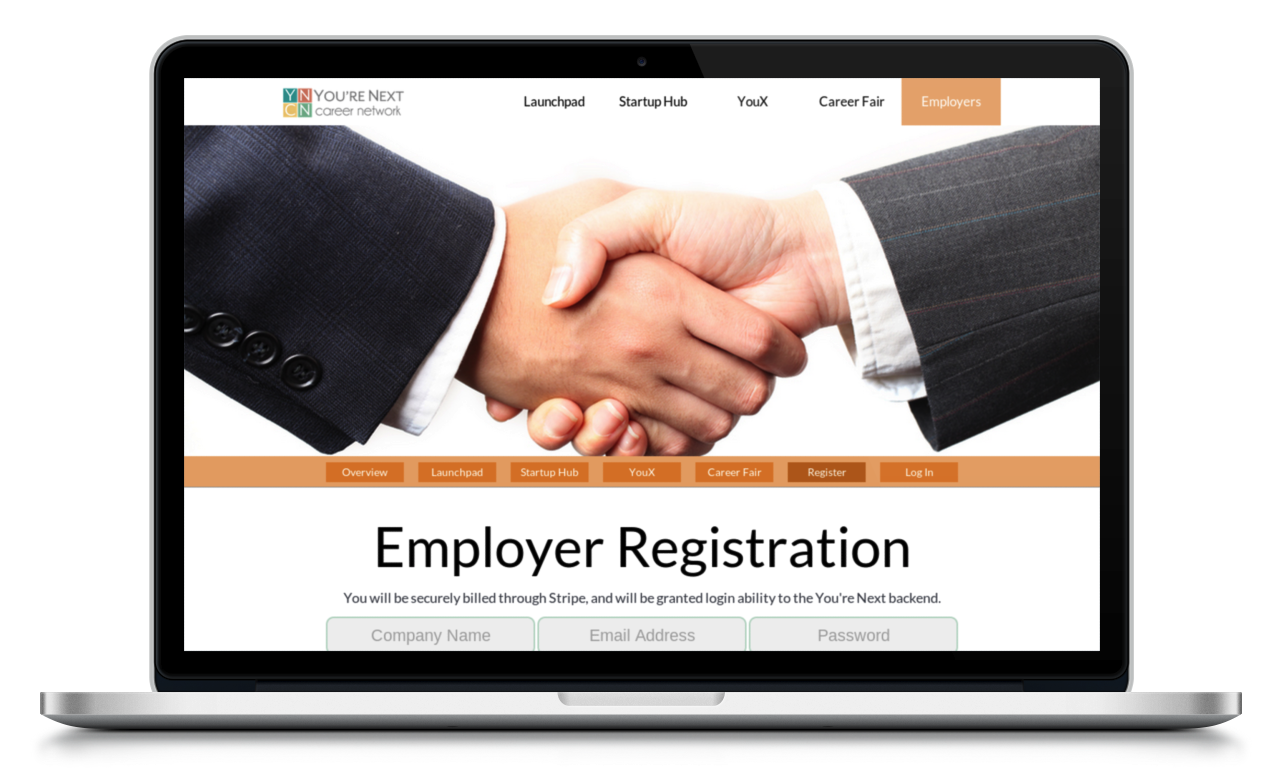 YN YOU'RE NEXT
CN career network
Launchpad Startup Hub YouX Career Fair Employers
Overview Launchpad Startup Hub YouX Career Fair Register Log In
Employer Registration
You will be securely billed through Stripe, and will be granted login ability to the You're Next backend.
Company Name Email Address Password